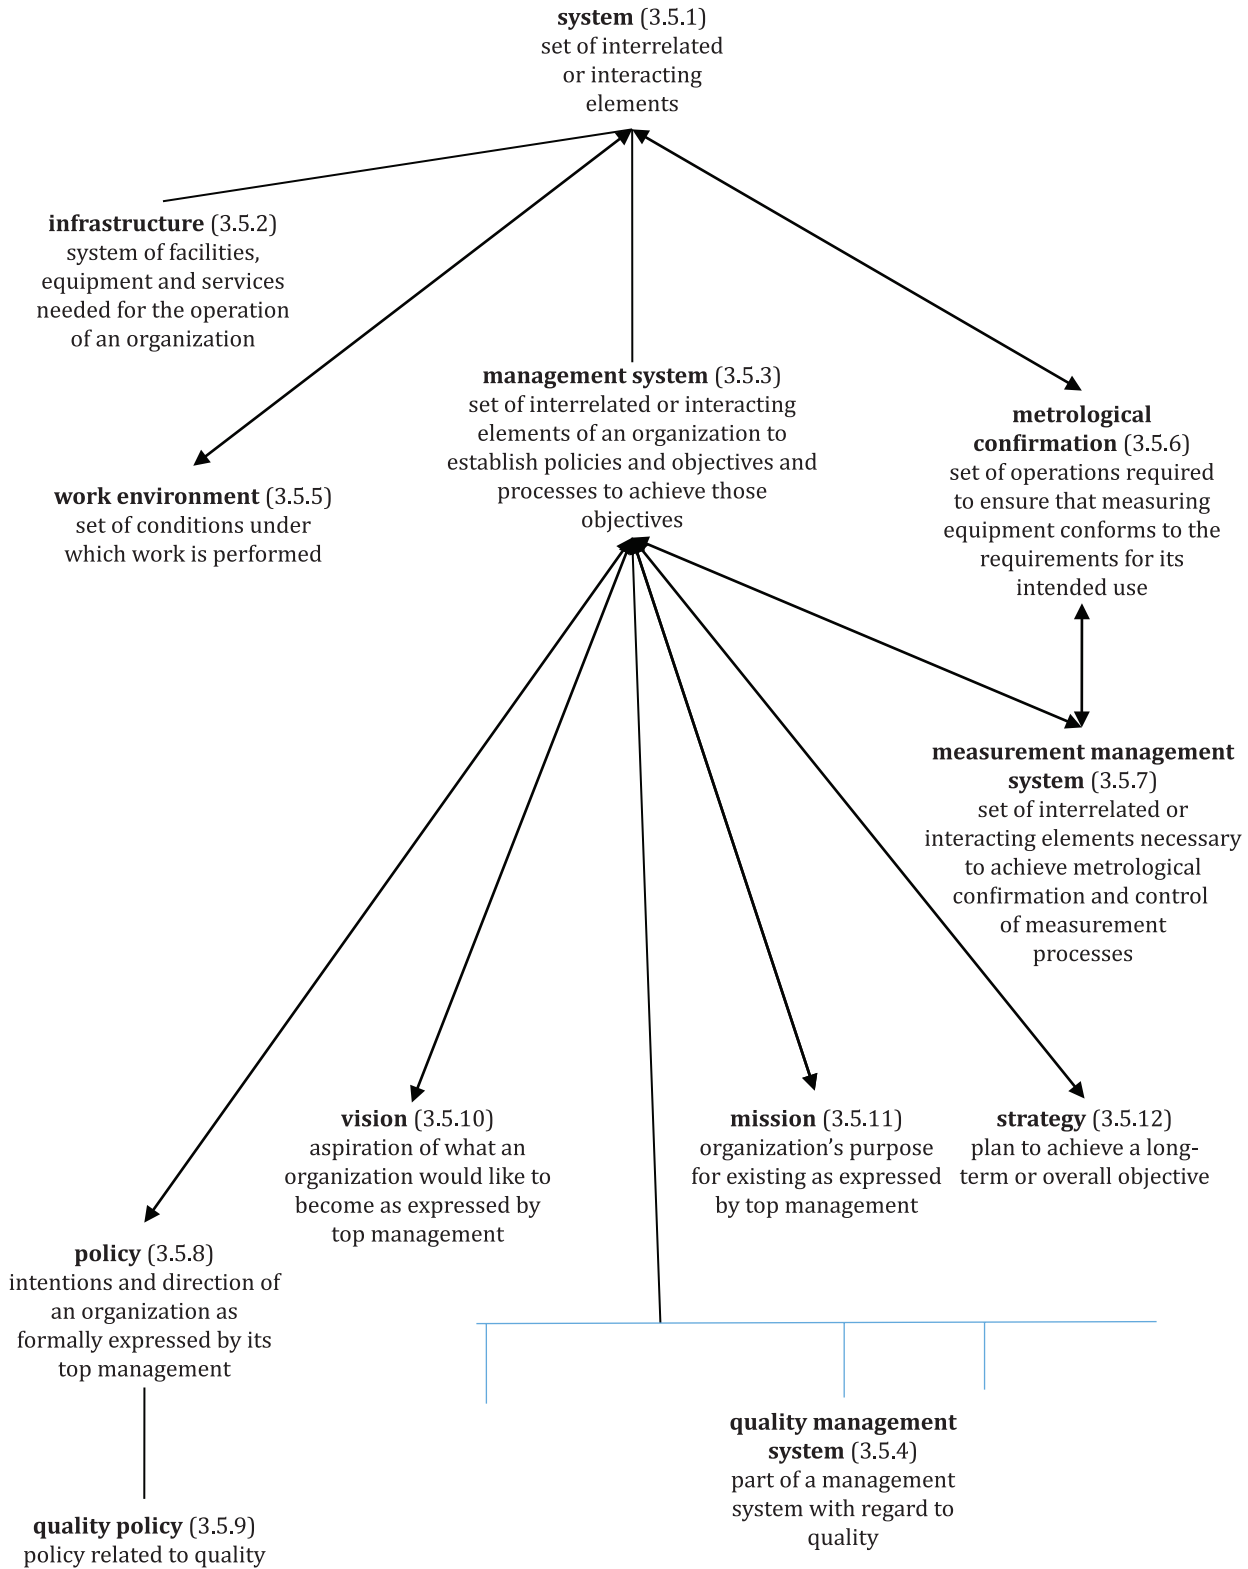 system (3.5.1)
set of interrelated
or interacting
elements
infrastructure (3.5.2)
system of facilities,
equipment and services
needed for the operation
of an organization
management system (3.5.3)
set of interrelated or interacting
elements of an organization to
establish policies and objectives and
processes to achieve those
objectives
metrological
confirmation (3.5.6)
set of operations required
to ensure that measuring
equipment conforms to the
requirements for its
intended use
work environment (3.5.5)
set of conditions under
which work is performed
measurement management
system (3.5.7)
set of interrelated or
interacting elements necessary
to achieve metrological
confirmation and control
of measurement
processes
vision (3.5.10)
aspiration of what an
organization would like to
become as expressed by
top management
mission (3.5.11)
organization’s purpose
for existing as expressed
by top management
strategy (3.5.12)
plan to achieve a long-
term or overall objective
policy (3.5.8)
intentions and direction of
an organization as
formally expressed by its
top management
quality management
system (3.5.4)
part of a management
system with regard to
quality
quality policy (3.5.9)
policy related to quality